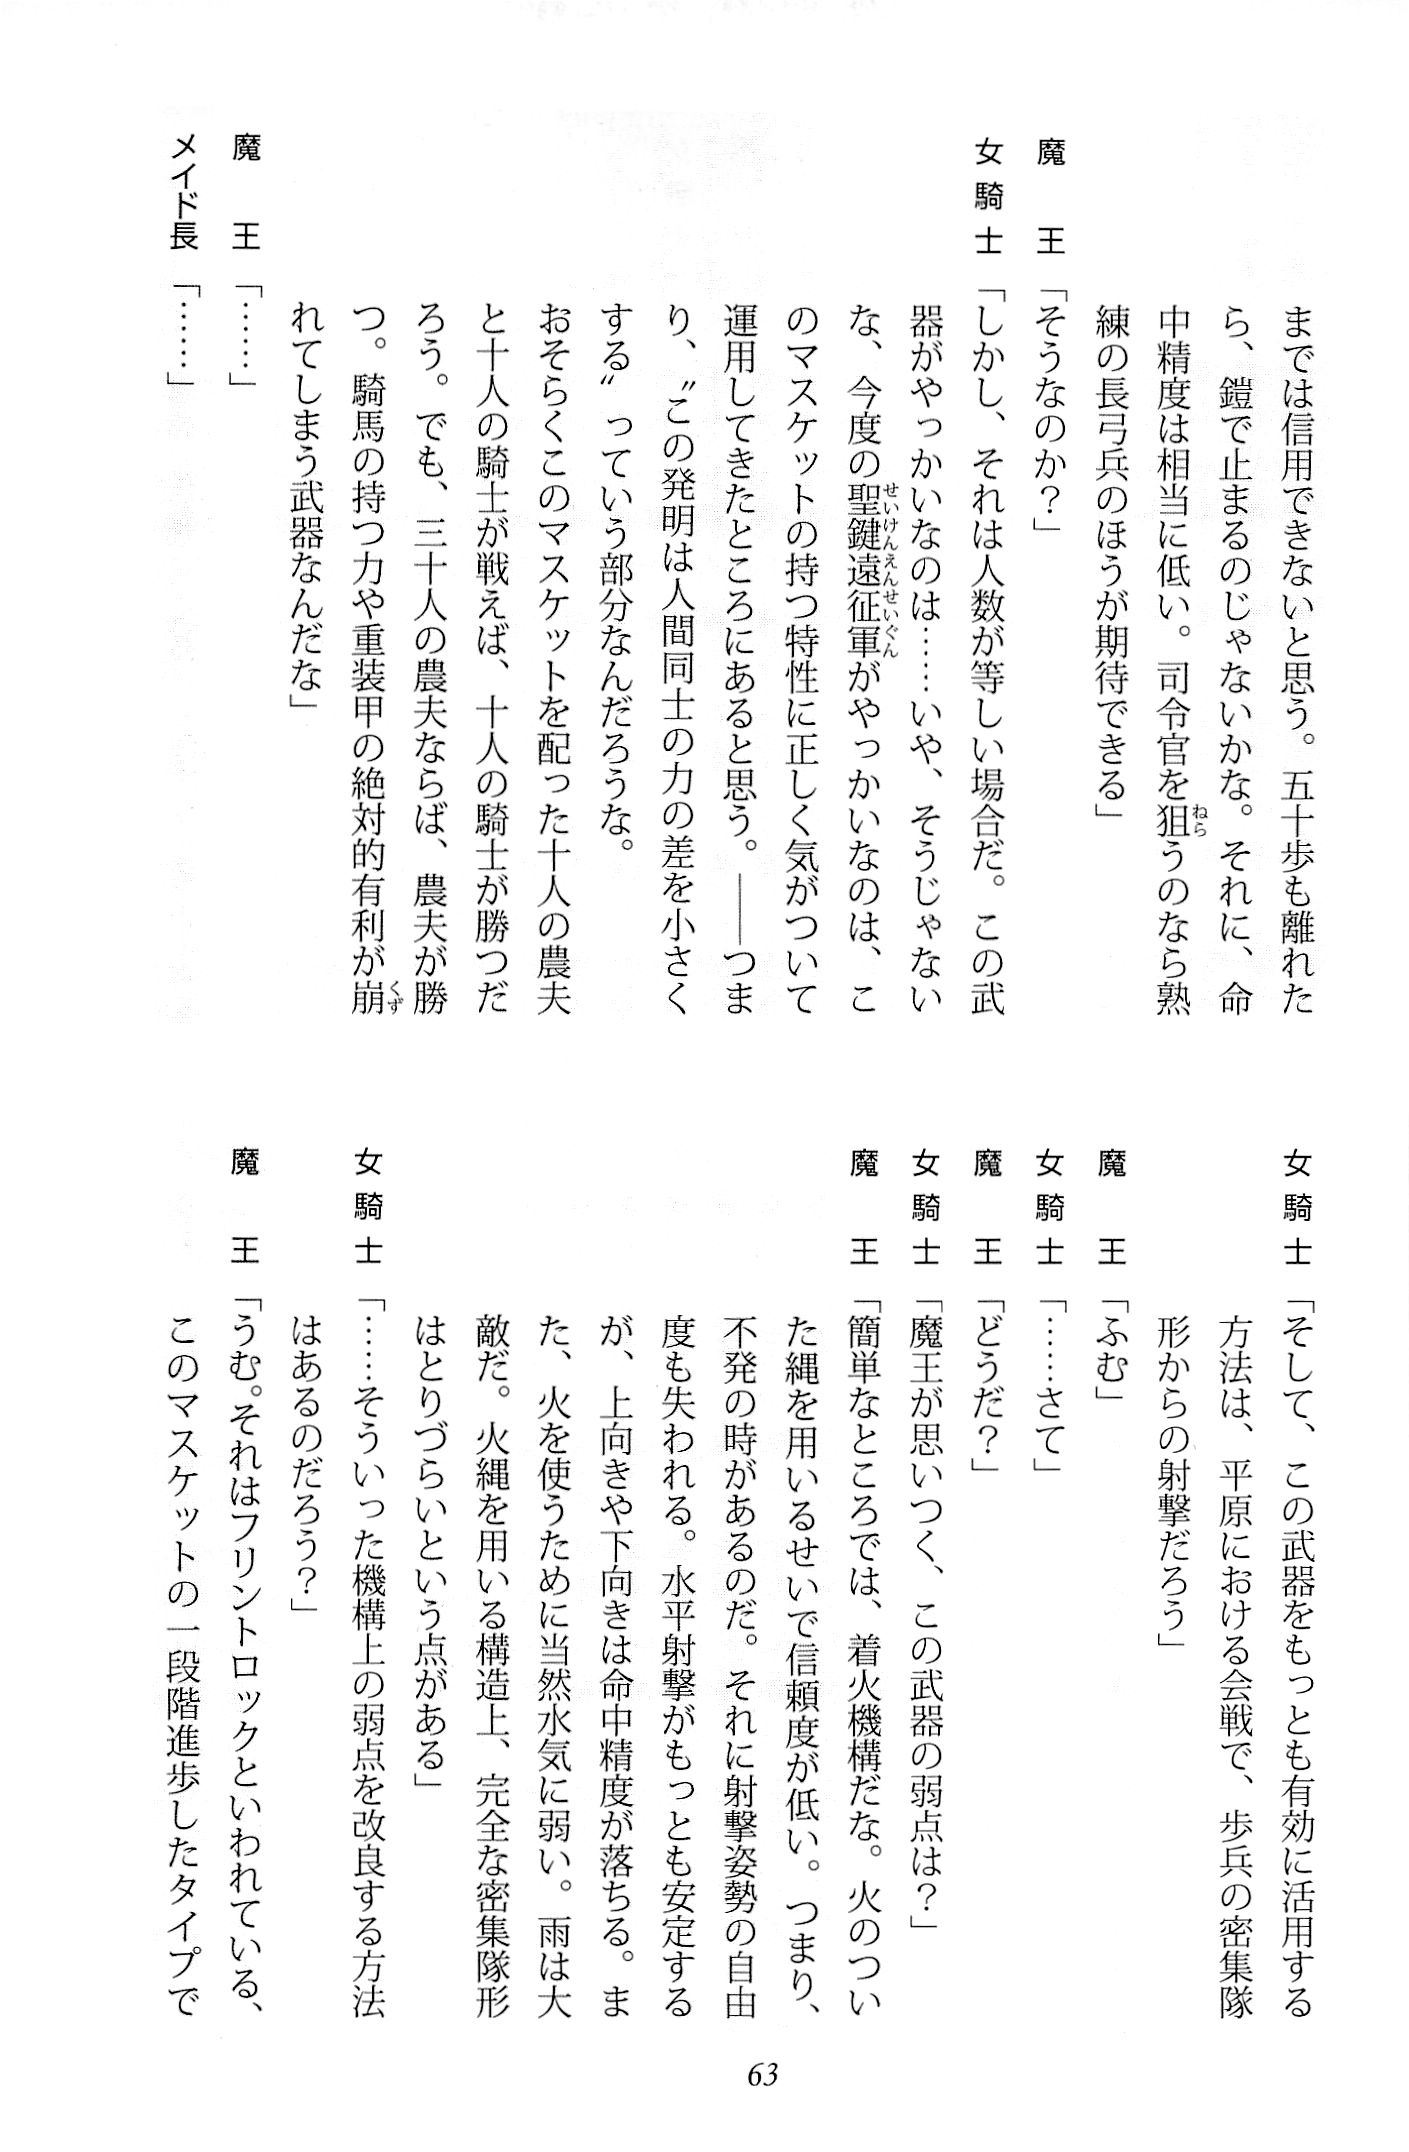 までは信用できないと思う。五十歩も離れた
ら、鎧で止まるのじゃないかな。それに、命
中精度は相当に低い。司令官を狙うのなら熟
練の長弓兵のほうが期待できる」
魔　王「そうなのか？」
女騎士「しかし、それは人数が等しい場合だ。この武
器がやっかいなのは……いや、そうじゃない
な、今度の聖鍵遠征軍がやっかいなのは、こ
のマスケットの持つ特性に正しく気がついて
運用してきたところにあると思う。――つま
り、〝この発明は人間同士の力の差を小さく
する〟っていう部分なんだろうな。
おそらくこのマスケットを配った十人の農夫
と十人の騎士が戦えば、十人の騎士が勝つだ
ろう。でも、三十人の農夫ならば、農夫が勝
つ。騎馬の持つ力や重装甲の絶対的有利が崩
れてしまう武器なんだな」
魔　王「……」
メイド長「……」
女騎士「そして、この武器をもっとも有効に活用する
方法は、平原における会戦で、歩兵の密集隊
形からの射撃だろう」
魔　王「ふむ」
女騎士「……さて」
魔　王「どうだ？」
女騎士「魔王が思いつく、この武器の弱点は？」
魔　王「簡単なところでは、着火機構だな。火のつい
た縄を用いるせいで信頼度が低い。つまり、
不発の時があるのだ。それに射撃姿勢の自由
度も失われる。水平射撃がもっとも安定する
が、上向きや下向きは命中精度が落ちる。ま
た、火を使うために当然水気に弱い。雨は大
敵だ。火縄を用いる構造上、完全な密集隊形
はとりづらいという点がある」
女騎士「……そういった機構上の弱点を改良する方法
はあるのだろう？」
魔　王「うむ。それはフリントロックといわれている、
このマスケットの一段階進歩したタイプで
63